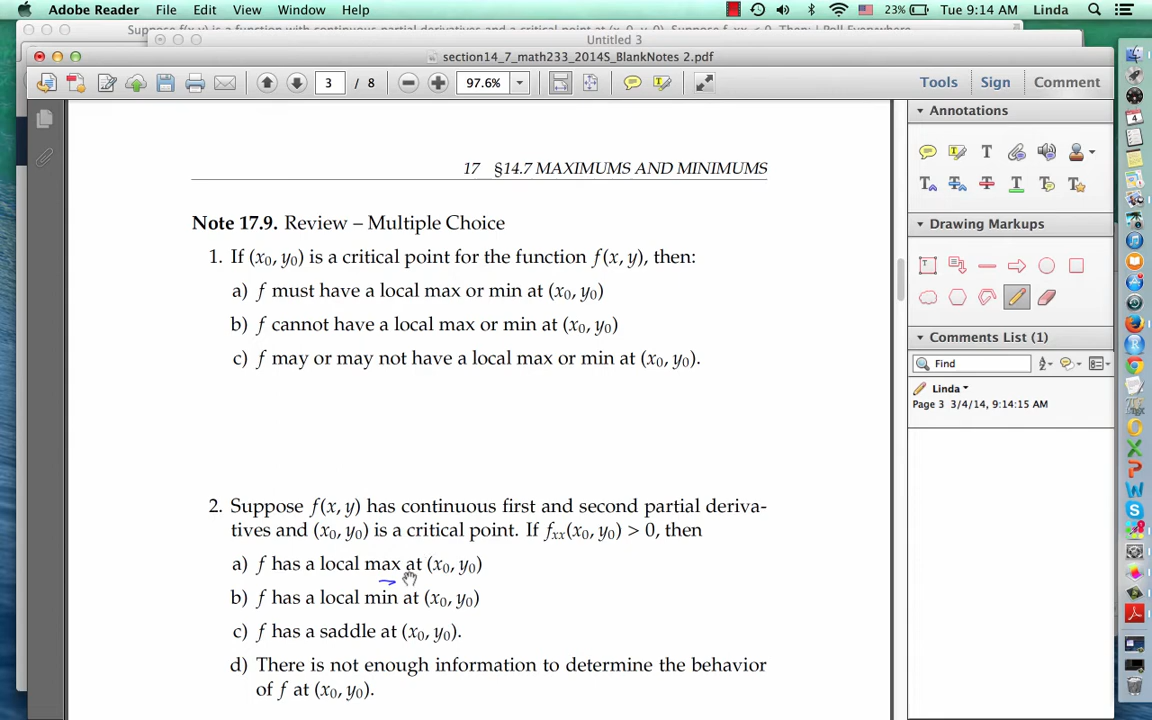 Adobe Reader File Edit View Window Help 23% Tue 9:14 AM Linda
Untitled 3
section14_7_math233_2014S_BlankNotes 2.pdf
3 / 8 97.6% Tools Sign Comment
Annotations
17 §14.7 MAXIMUMS AND MINIMUMS
Note 17.9. Review – Multiple Choice
1. If (x₀, y₀) is a critical point for the function f(x, y), then:
a) f must have a local max or min at (x₀, y₀)
b) f cannot have a local max or min at (x₀, y₀)
c) f may or may not have a local max or min at (x₀, y₀).
2. Suppose f(x, y) has continuous first and second partial deriva-
tives and (x₀, y₀) is a critical point. If fₓₓ(x₀, y₀) > 0, then
a) f has a local max at (x₀, y₀)
b) f has a local min at (x₀, y₀)
c) f has a saddle at (x₀, y₀).
d) There is not enough information to determine the behavior
of f at (x₀, y₀).
Drawing Markups
Comments List (1)
Find
Linda
Page 3 3/4/14, 9:14:15 AM